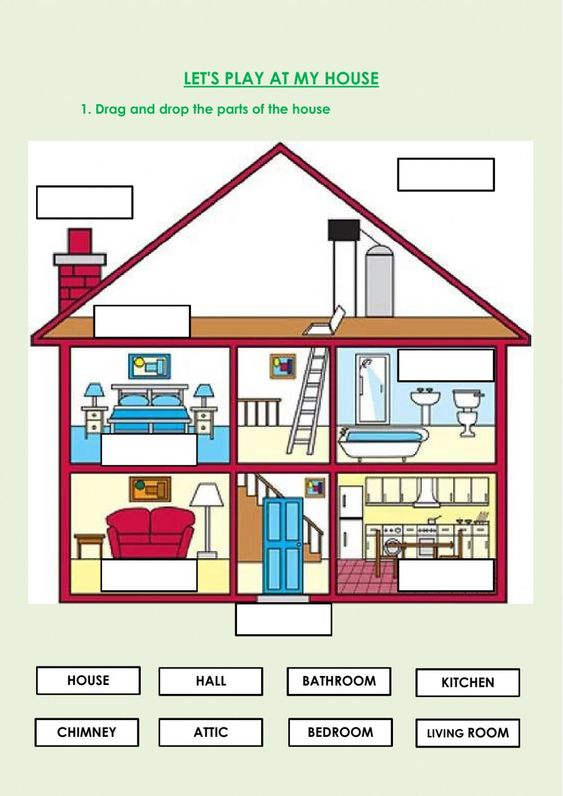 LET'S PLAY AT MY HOUSE
1. Drag and drop the parts of the house
HOUSE
HALL
BATHROOM
KITCHEN
CHIMNEY
ATTIC
BEDROOM
LIVING ROOM